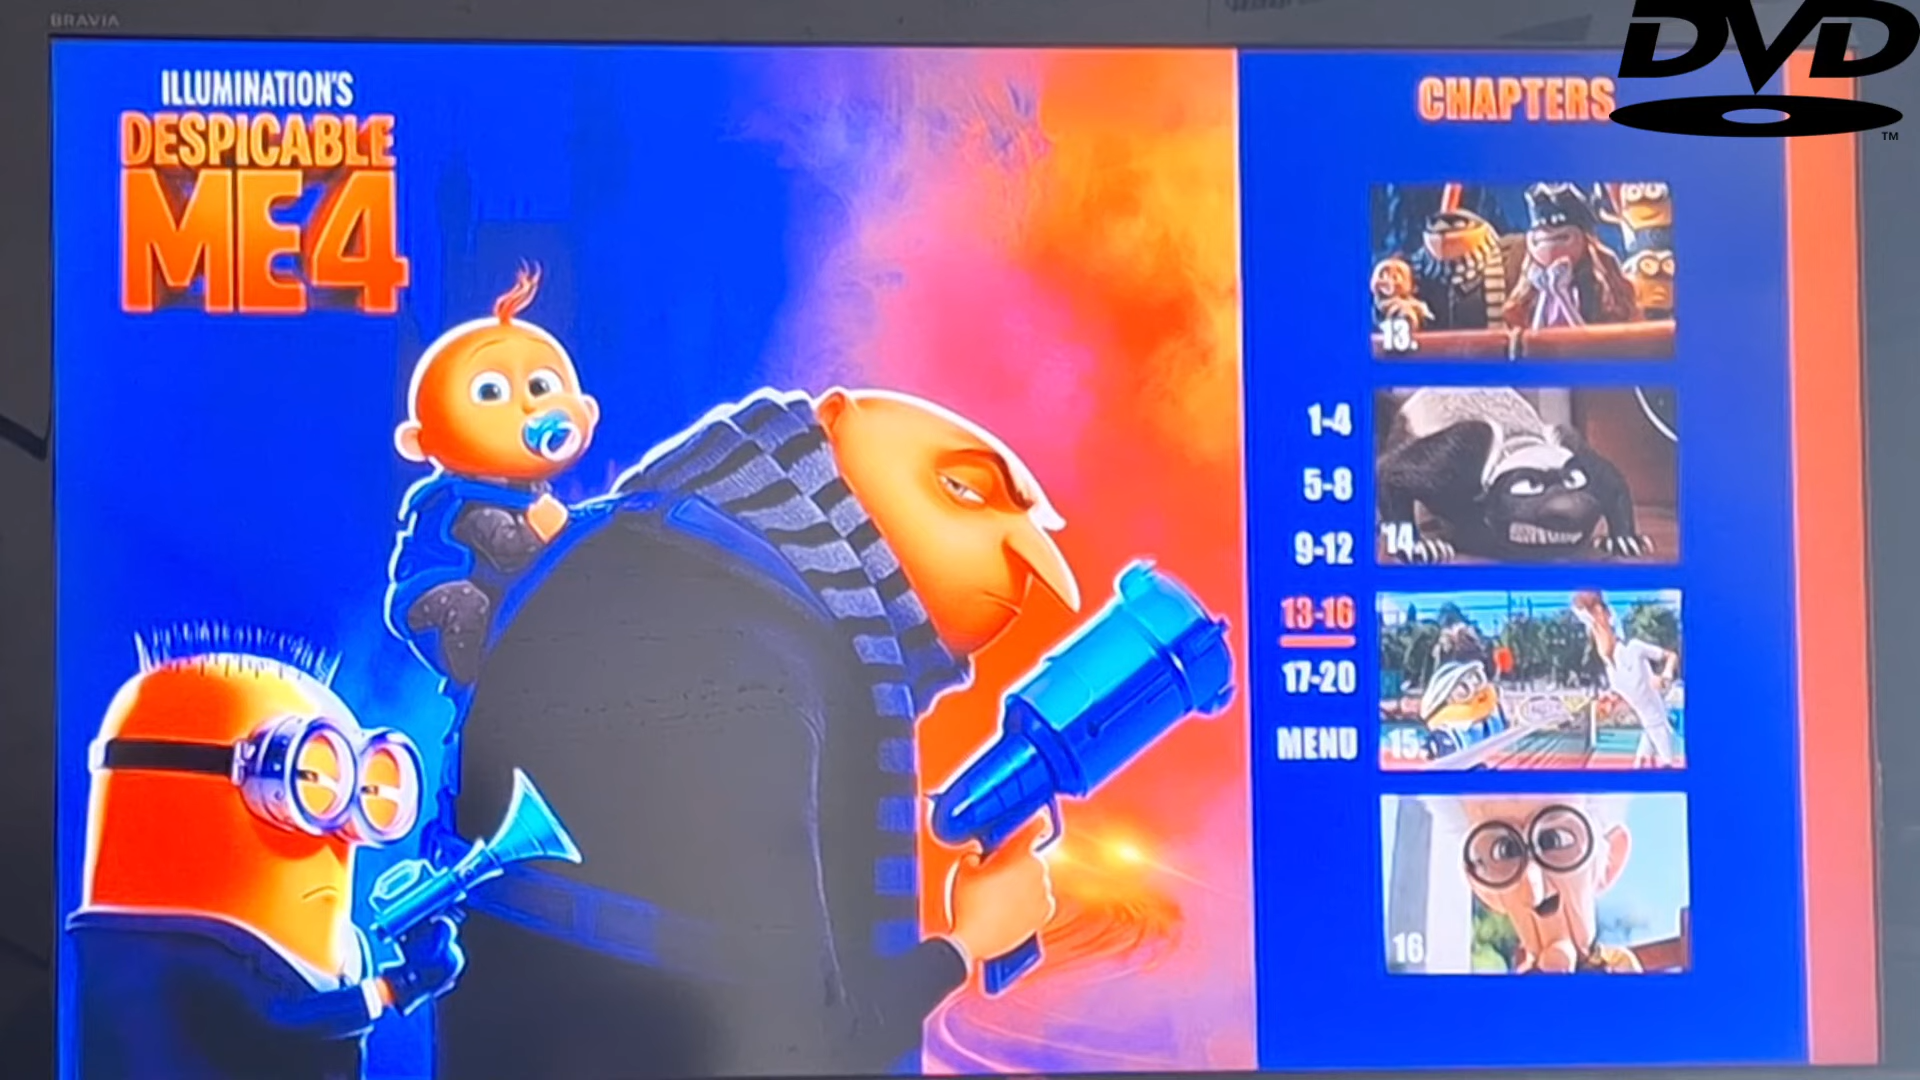 BRAVIA
ILLUMINATION'S
DESPICABLE
ME 4
DVD
TM
CHAPTERS
13.
1-4
5-8
9-12
13-16
17-20
MENU
14.
15.
16.